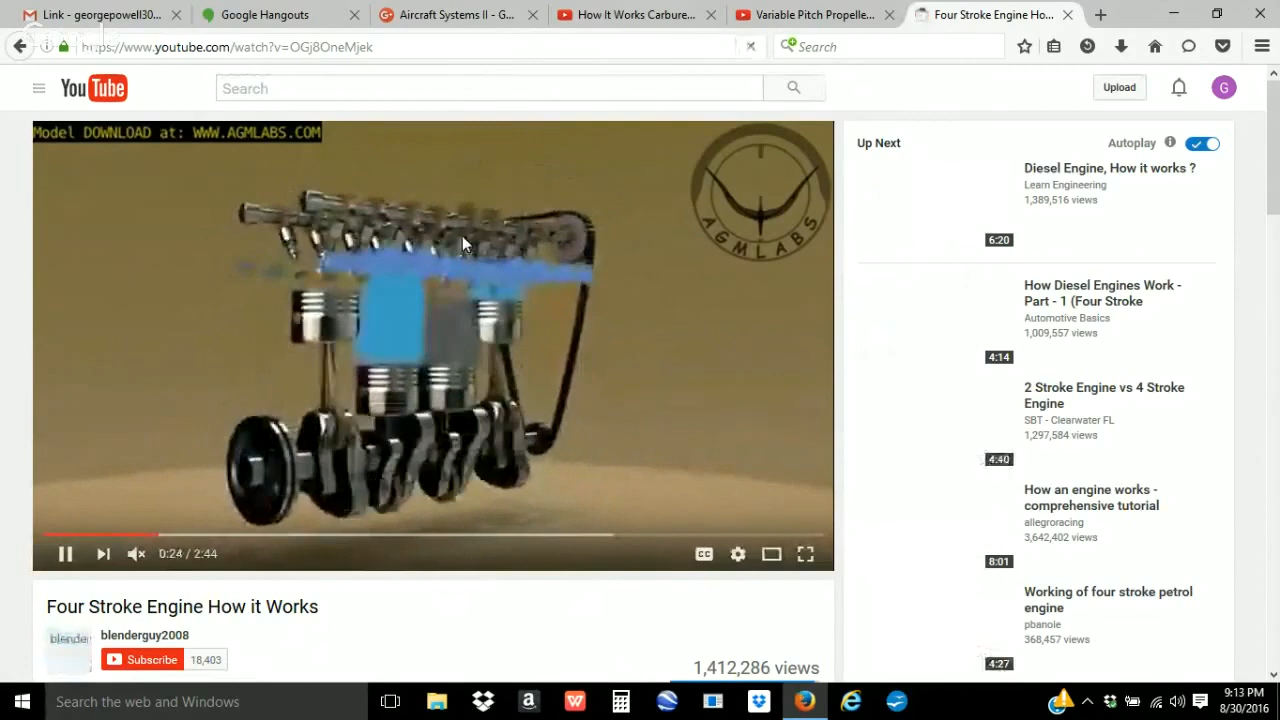 Link - georgepowell30...
Google Hangouts
Aircraft Systems II - G...
How It Works Carbure...
Variable Pitch Propelle...
Four Stroke Engine Ho...
https://www.youtube.com/watch?v=OGj8OneMjek
Search
YouTube
Search
Upload
G
Model DOWNLOAD at: WWW.AGMLABS.COM
AGMLABS
0:24 / 2:44
CC
Four Stroke Engine How it Works
blenderguy2008
Subscribe 18,403
1,412,286 views
Up Next
Autoplay
Diesel Engine, How it works ?
Learn Engineering
1,389,516 views
6:20
How Diesel Engines Work -
Part - 1 (Four Stroke
Automotive Basics
1,009,557 views
4:14
2 Stroke Engine vs 4 Stroke
Engine
SBT - Clearwater FL
1,297,584 views
4:40
How an engine works -
comprehensive tutorial
allegroracing
3,642,402 views
8:01
Working of four stroke petrol
engine
pbanole
368,457 views
4:27
Search the web and Windows
9:13 PM
8/30/2016